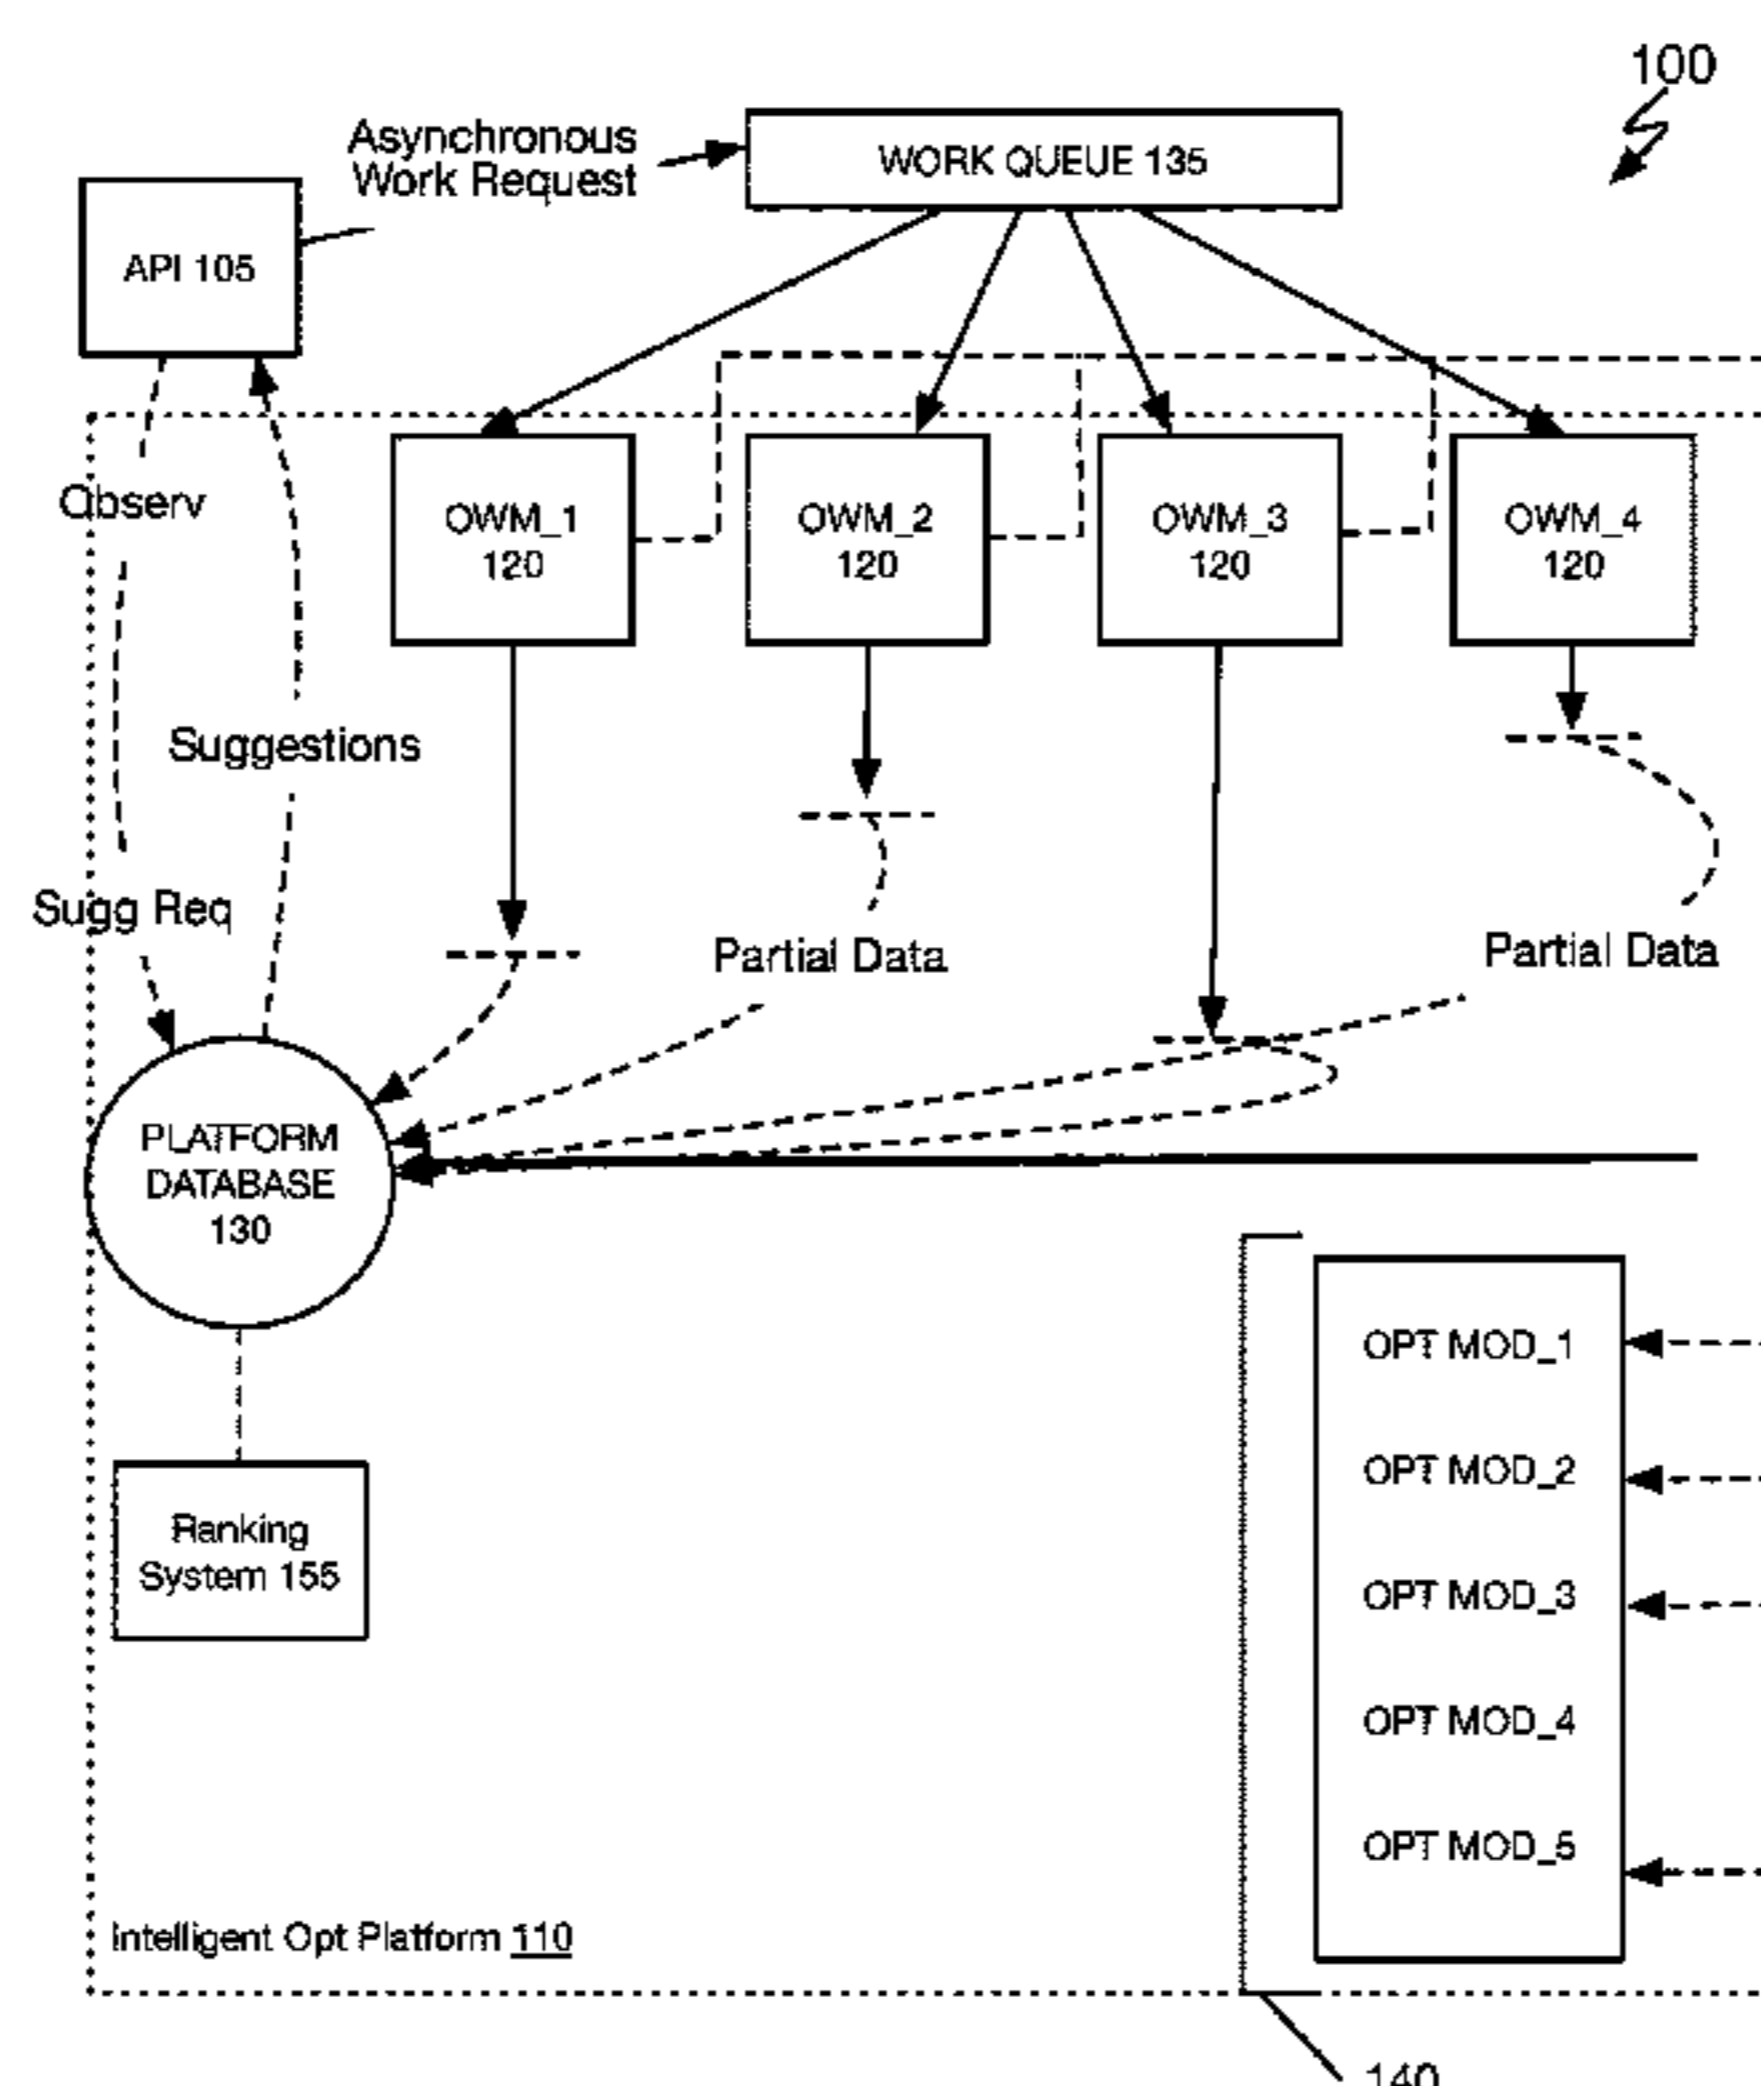 100
Asynchronous
Work Request
WORK QUEUE 135
API 105
Observ
OWM_1
120
OWM_2
120
OWM_3
120
OWM_4
120
Suggestions
Sugg Req
Partial Data
Partial Data
PLATFORM
DATABASE
130
OPT MOD_1
OPT MOD_2
OPT MOD_3
OPT MOD_4
OPT MOD_5
Ranking
System 155
Intelligent Opt Platform 110
140